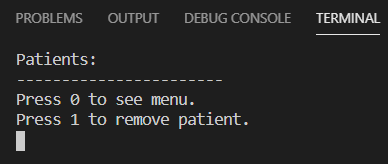 PROBLEMS OUTPUT DEBUG CONSOLE TERMINAL
Patients:
-----------------------
Press 0 to see menu.
Press 1 to remove patient.